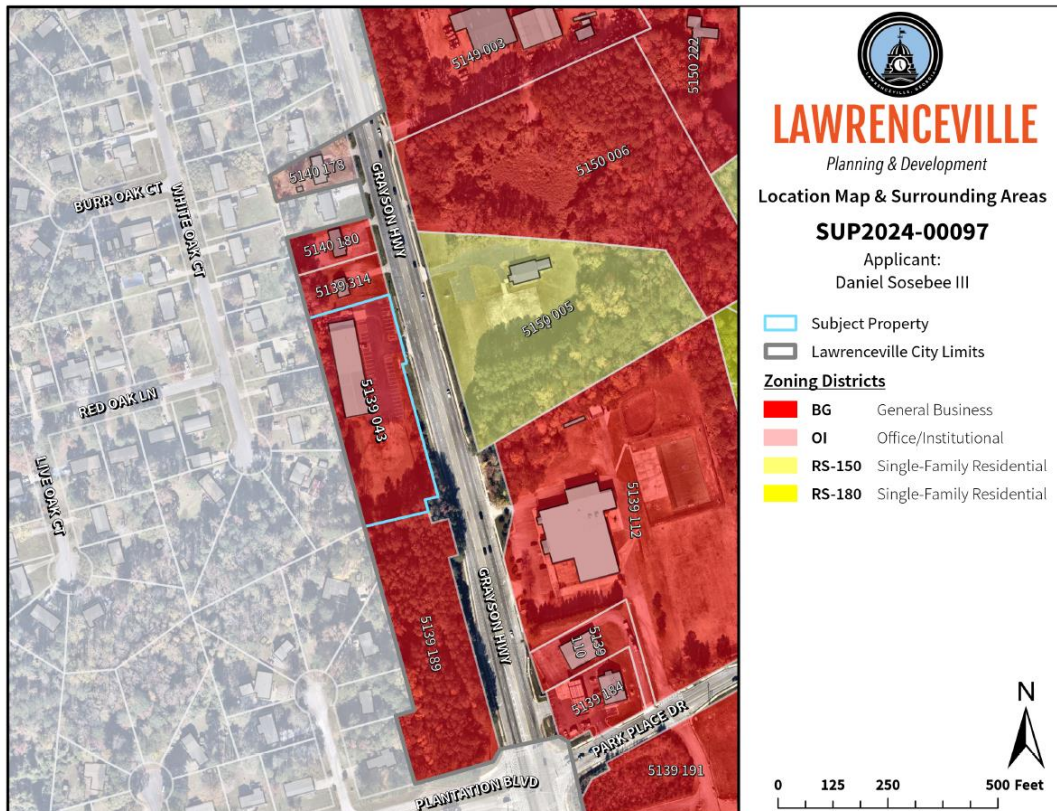 5149 003
5150 222
5150 006
GRAYSON HWY
5140 178
BURR OAK CT
WHITE OAK CT
5140 180
5139 314
5150 005
5139 043
RED OAK LN
LIVE OAK CT
5139 112
GRAYSON HWY
5139 189
5139
110
5139 184
PARK PLACE DR
5139 191
PLANTATION BLVD
LAWRENCEVILLE, GEORGIA
LAWRENCEVILLE
Planning & Development
Location Map & Surrounding Areas
SUP2024-00097
Applicant:
Daniel Sosebee III
Subject Property
Lawrenceville City Limits
Zoning Districts
BG General Business
OI Office/Institutional
RS-150 Single-Family Residential
RS-180 Single-Family Residential
N
0 125 250 500 Feet